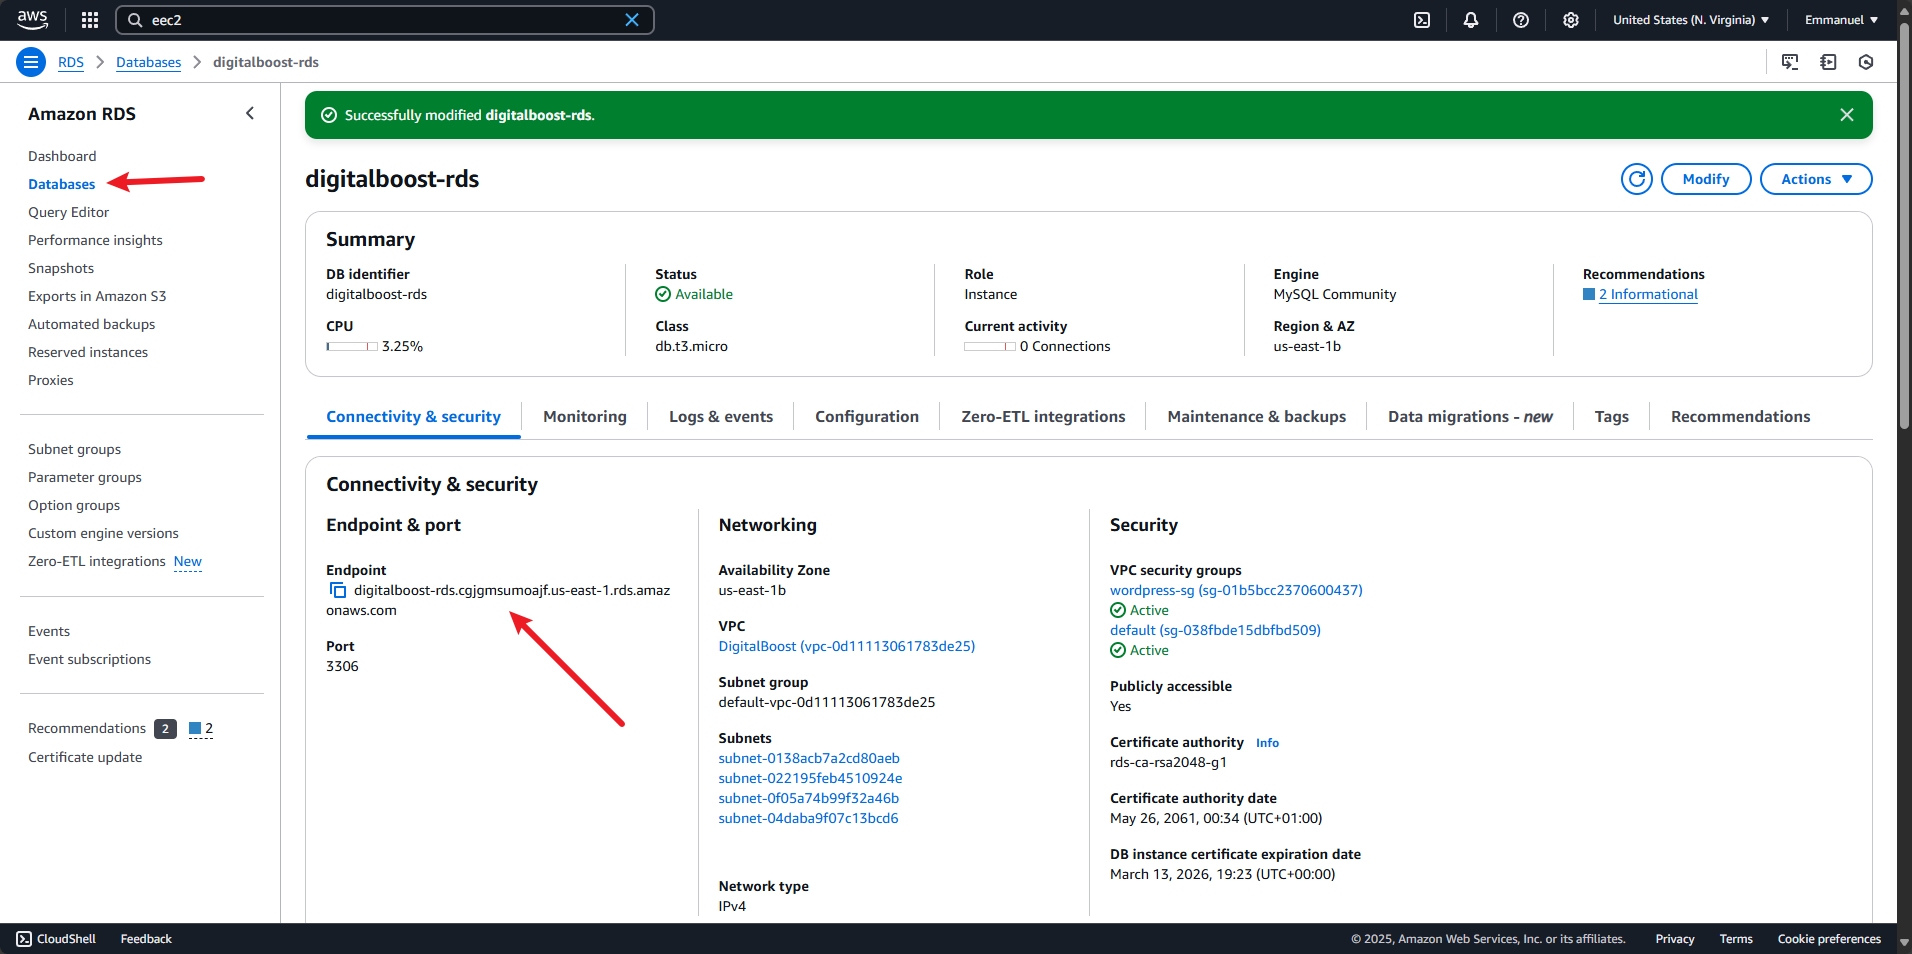 aws
eec2
United States (N. Virginia)
Emmanuel
RDS
Databases
digitalboost-rds
Amazon RDS
Dashboard
Databases
Query Editor
Performance insights
Snapshots
Exports in Amazon S3
Automated backups
Reserved instances
Proxies
Subnet groups
Parameter groups
Option groups
Custom engine versions
Zero-ETL integrations New
Events
Event subscriptions
Recommendations 2 2
Certificate update
Successfully modified digitalboost-rds.
digitalboost-rds
Modify
Actions
Summary
DB identifier
digitalboost-rds
CPU
3.25%
Status
Available
Class
db.t3.micro
Role
Instance
Current activity
0 Connections
Engine
MySQL Community
Region & AZ
us-east-1b
Recommendations
2 Informational
Connectivity & security
Monitoring
Logs & events
Configuration
Zero-ETL integrations
Maintenance & backups
Data migrations - new
Tags
Recommendations
Connectivity & security
Endpoint & port
Endpoint
digitalboost-rds.cgjgmsumoajf.us-east-1.rds.amaz
onaws.com
Port
3306
Networking
Availability Zone
us-east-1b
VPC
DigitalBoost (vpc-0d11113061783de25)
Subnet group
default-vpc-0d11113061783de25
Subnets
subnet-0138acb7a2cd80aeb
subnet-022195feb4510924e
subnet-0f05a74b99f32a46b
subnet-04daba9f07c13bcd6
Network type
IPv4
Security
VPC security groups
wordpress-sg (sg-01b5bcc2370600437)
Active
default (sg-038fbde15dbfbd509)
Active
Publicly accessible
Yes
Certificate authority Info
rds-ca-rsa2048-g1
Certificate authority date
May 26, 2061, 00:34 (UTC+01:00)
DB instance certificate expiration date
March 13, 2026, 19:23 (UTC+00:00)
CloudShell
Feedback
© 2025, Amazon Web Services, Inc. or its affiliates.
Privacy
Terms
Cookie preferences